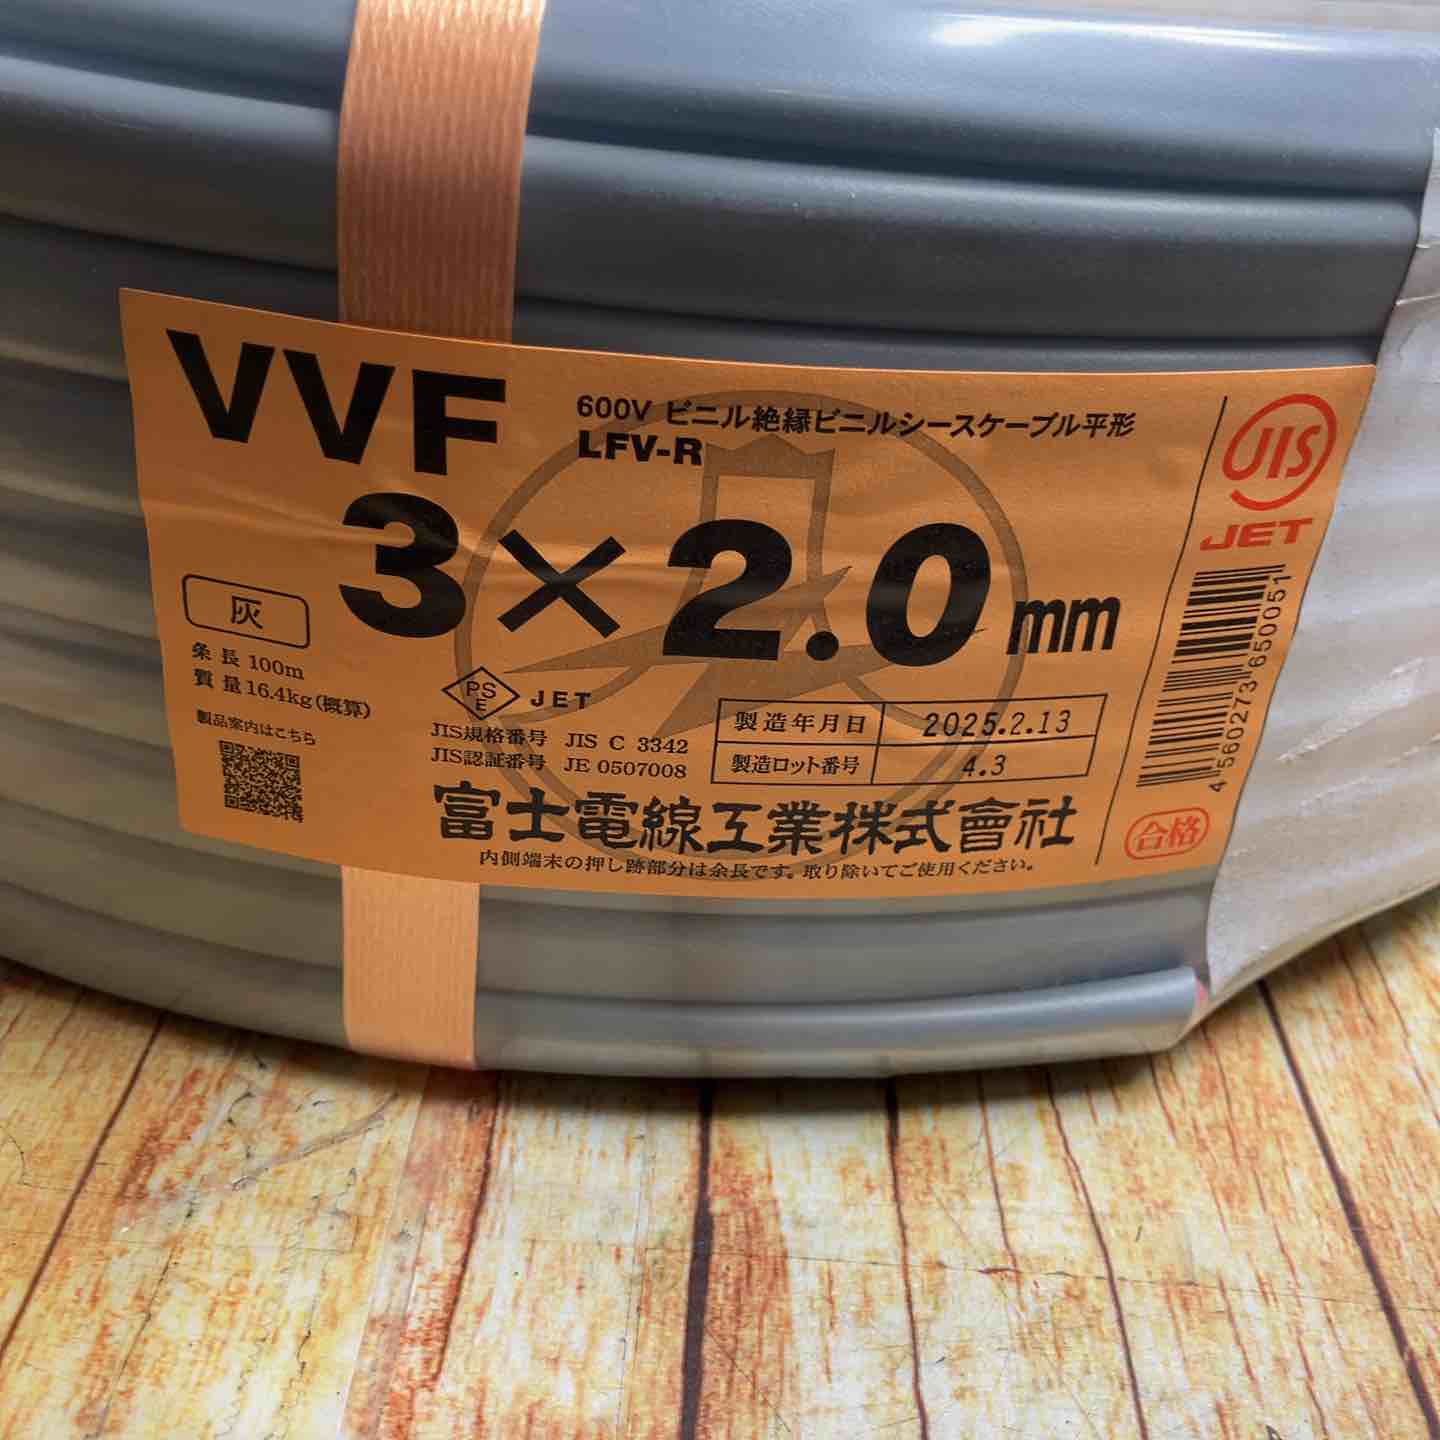 VVF
600V ビニル絶縁ビニルシースケーブル平形
LFV-R
3×2.0mm
灰
条長 100m
質量 16.4kg(概算)
製品案内はこちら
PSE JET
JIS規格番号 JIS C 3342
JIS認証番号 JE 0507008
製造年月日 2025.2.13
製造ロット番号 4.3
富士電線工業株式會社
内側端末の押し跡部分は余長です。取り除いてご使用ください。
JIS
JET
4560273650051
合格